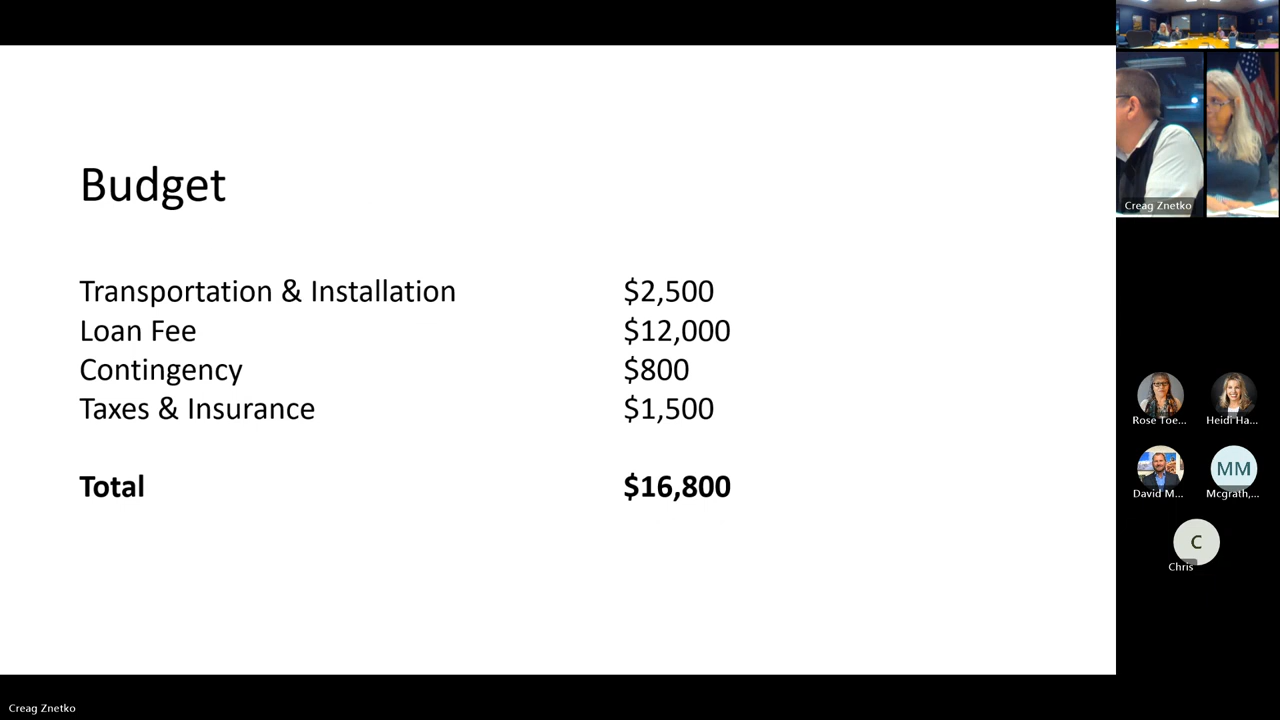 Budget
Transportation & Installation $2,500
Loan Fee $12,000
Contingency $800
Taxes & Insurance $1,500
Total $16,800
Creag Znetko
Rose Toe... Heidi Ha...
MM
David M... Mcgrath,...
C
Chris
Creag Znetko